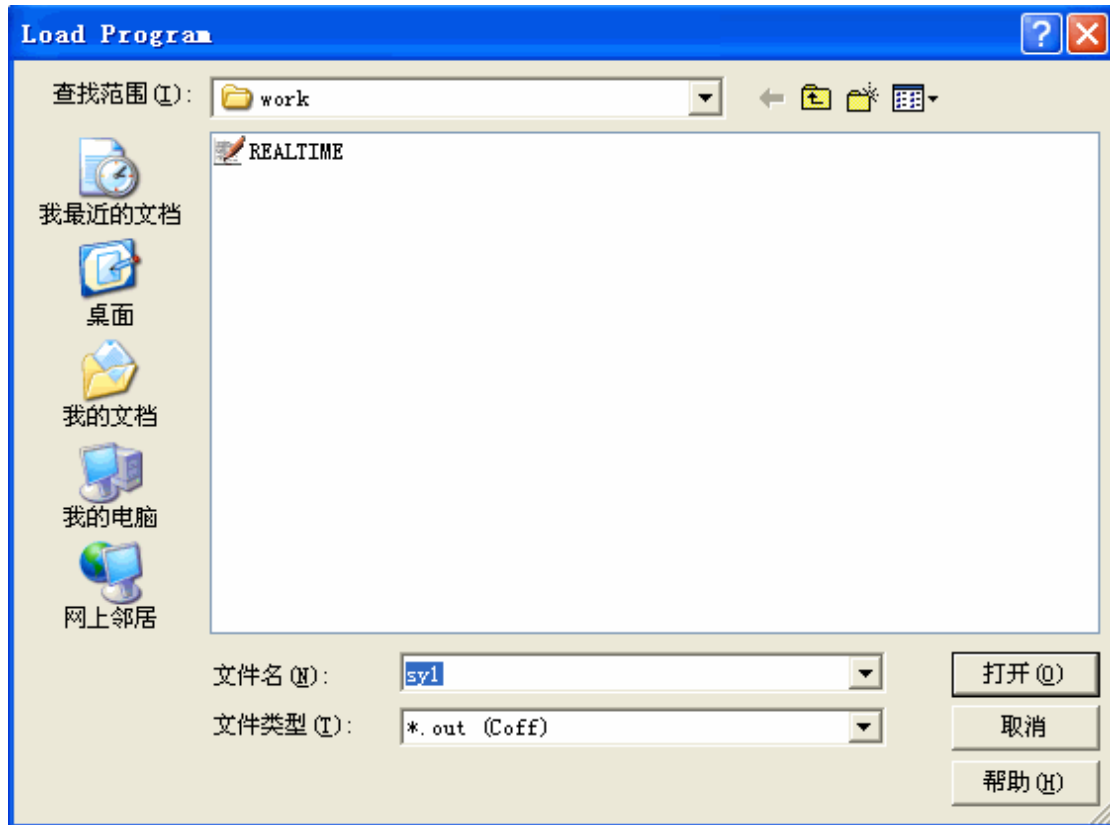 Load Program
查找范围(I):
work
REALTIME
我最近的文档
桌面
我的文档
我的电脑
网上邻居
文件名(N):
sy1
打开(O)
文件类型(T):
*.out (Coff)
取消
帮助(H)